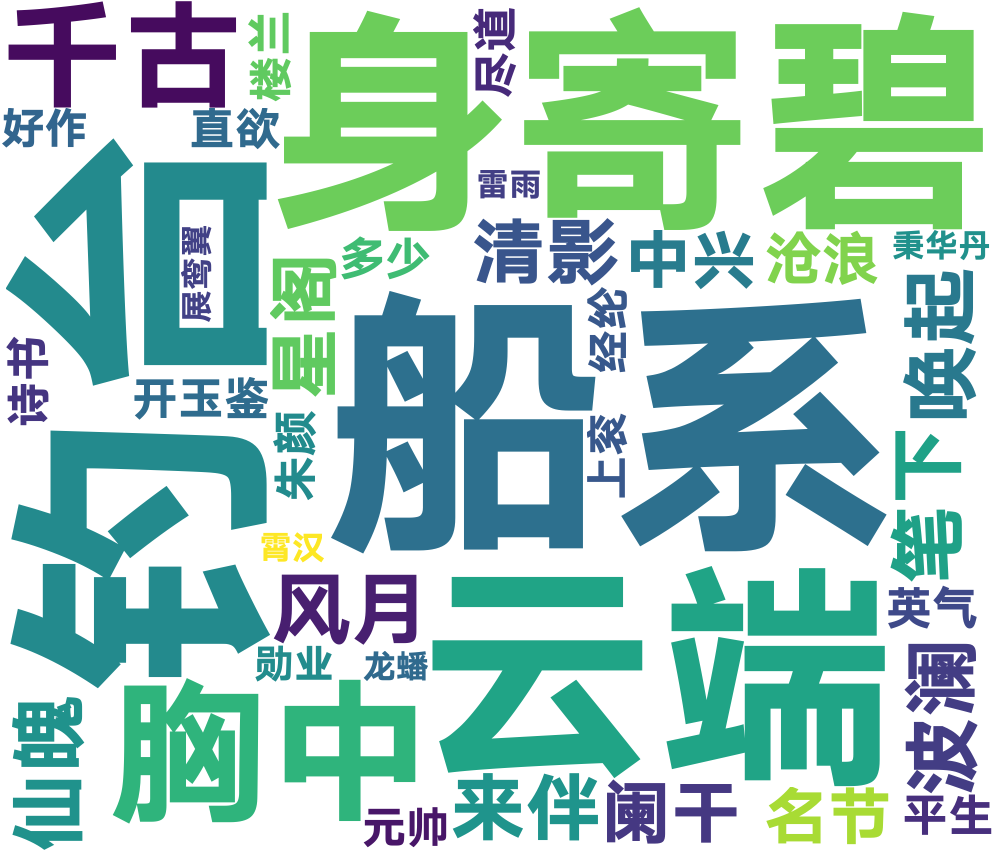 千古
楼兰
尽道
身寄碧
好作
直欲
雷雨
钓台
展鸾翼
星阁
多少
清影
中兴
沧浪
秉华丹
诗书
开玉鉴
船系
经纶
唤起
朱颜
上衮
笔下
霄汉
风月
云端
英气
勋业
龙蟠
波澜
仙隗
胸中
元帅
来伴
阑干
名节
平生